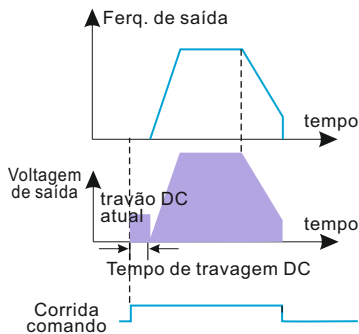 Ferq. de saída
tempo
Voltagem
de saída
travão DC
atual
tempo
Tempo de travagem DC
Corrida
comando